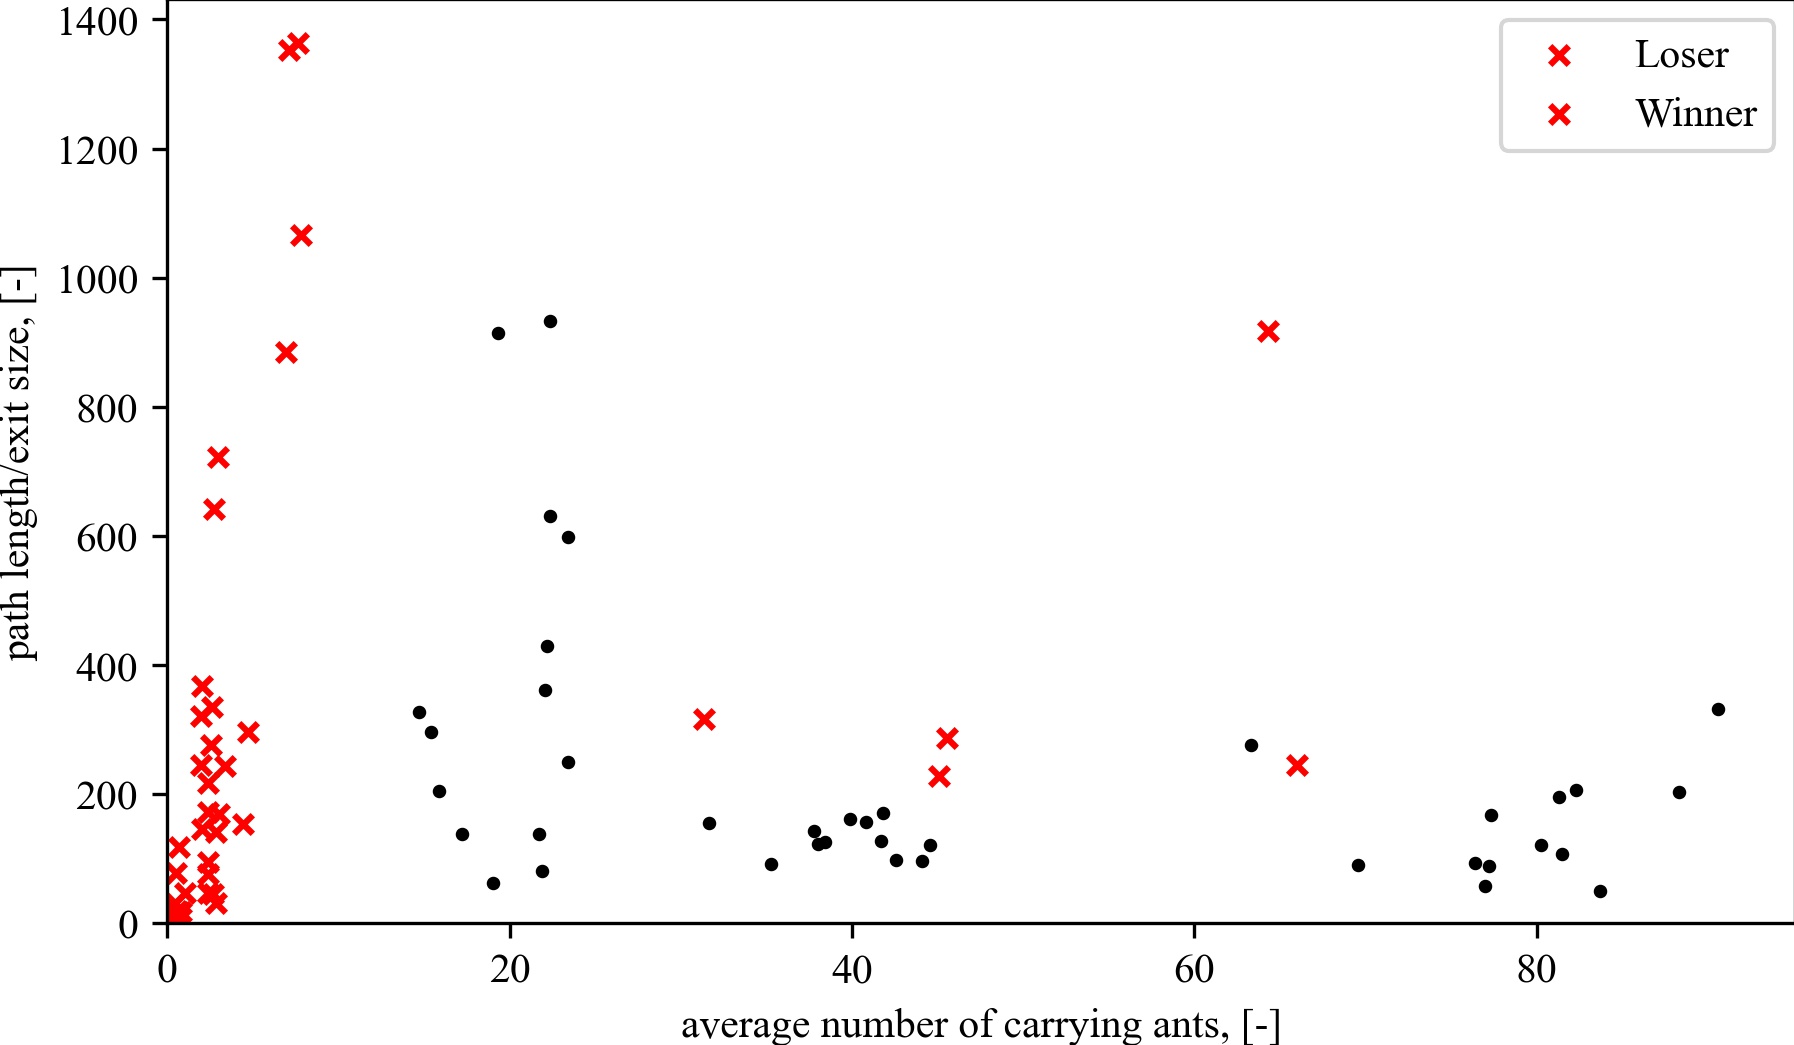 1400
1200
1000
800
600
400
200
0
path length/exit size, [-]
Loser
Winner
0 20 40 60 80
average number of carrying ants, [-]